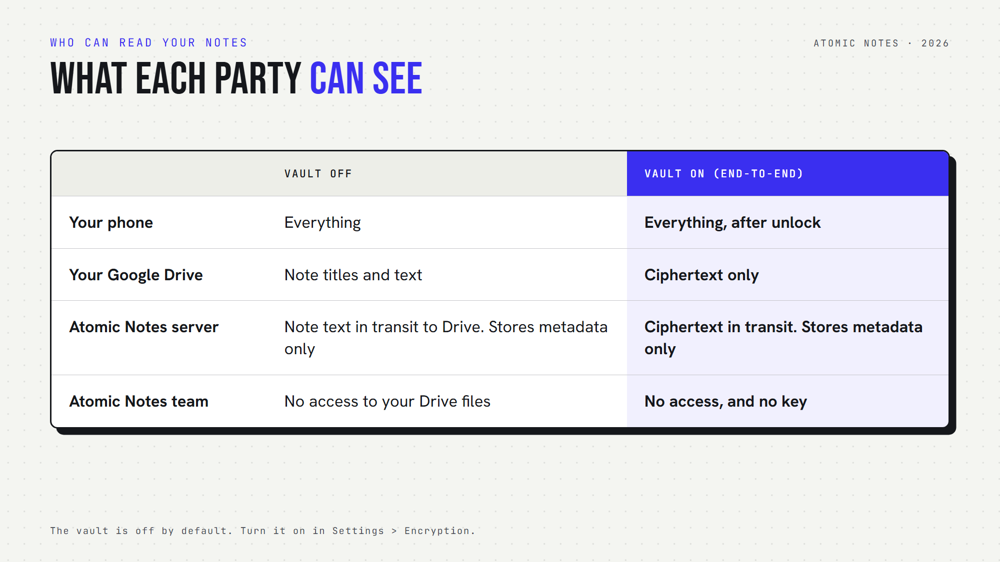 WHO CAN READ YOUR NOTES
ATOMIC NOTES · 2026
WHAT EACH PARTY CAN SEE
VAULT OFF
VAULT ON (END-TO-END)
Your phone
Everything
Everything, after unlock
Your Google Drive
Note titles and text
Ciphertext only
Atomic Notes server
Note text in transit to Drive. Stores metadata
only
Ciphertext in transit. Stores metadata
only
Atomic Notes team
No access to your Drive files
No access, and no key
The vault is off by default. Turn it on in Settings > Encryption.